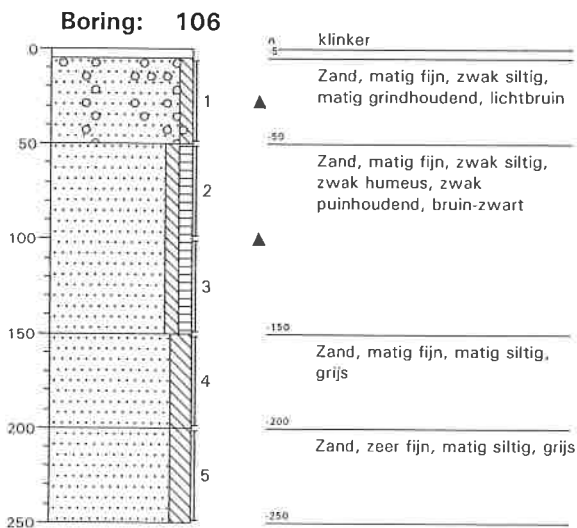 Boring: 106
0
50
100
150
200
250
1
2
3
4
5
0
-5
klinker
Zand, matig fijn, zwak siltig,
matig grindhoudend, lichtbruin
-50
Zand, matig fijn, zwak siltig,
zwak humeus, zwak
puinhoudend, bruin-zwart
-150
Zand, matig fijn, matig siltig,
grijs
-200
Zand, zeer fijn, matig siltig, grijs
-250